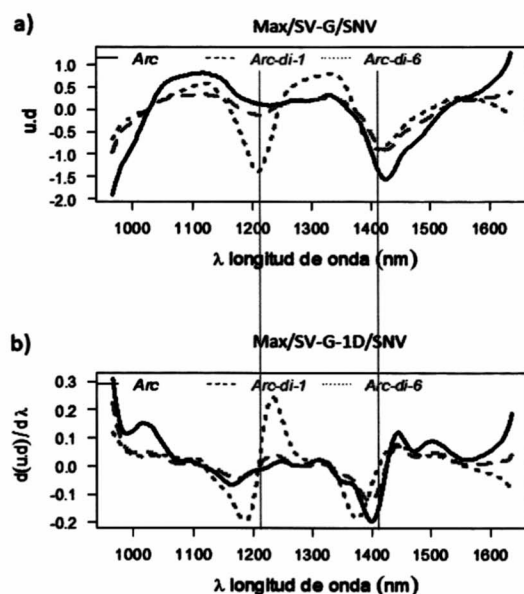 a)
Max/SV-G/SNV
Arc
Arc-di-1
Arc-di-6
u.d
1.0
0.5
0.0
-0.5
-1.0
-1.5
-2.0
1000 1100 1200 1300 1400 1500 1600
λ longitud de onda (nm)
b)
Max/SV-G-1D/SNV
Arc
Arc-di-1
Arc-di-6
d(u.d)/dλ
0.3
0.2
0.1
0.0
-0.1
-0.2
1000 1100 1200 1300 1400 1500 1600
λ longitud de onda (nm)